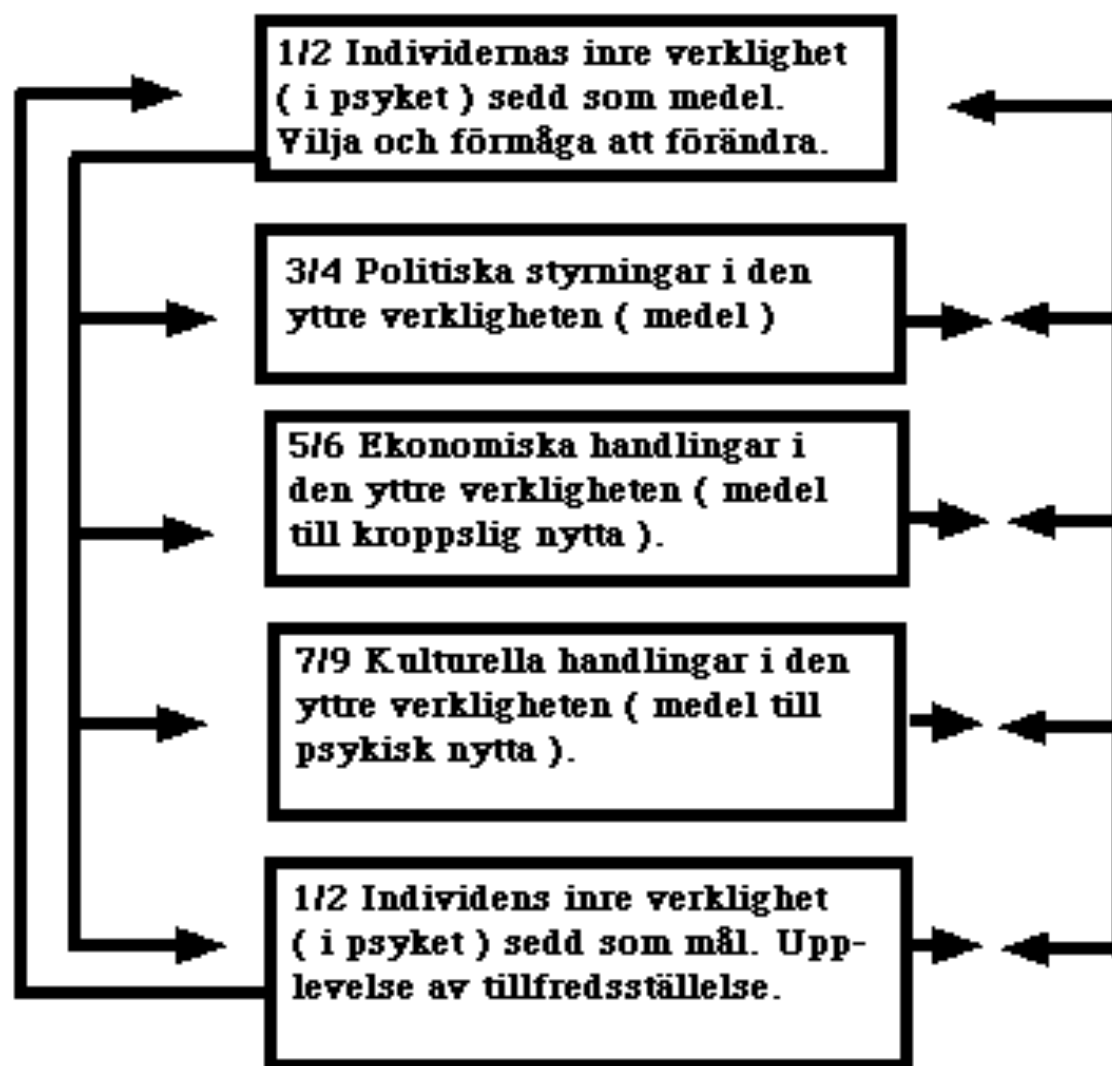 1/2 Individernas inre verklighet
( i psyket ) sedd som medel.
Vilja och förmåga att förändra.
3/4 Politiska styrningar i den
yttre verkligheten ( medel )
5/6 Ekonomiska handlingar i
den yttre verkligheten ( medel
till kroppslig nytta ).
7/9 Kulturella handlingar i den
yttre verkligheten ( medel till
psykisk nytta ).
1/2 Individens inre verklighet
( i psyket ) sedd som mål. Upp-
levelse av tillfredsställelse.